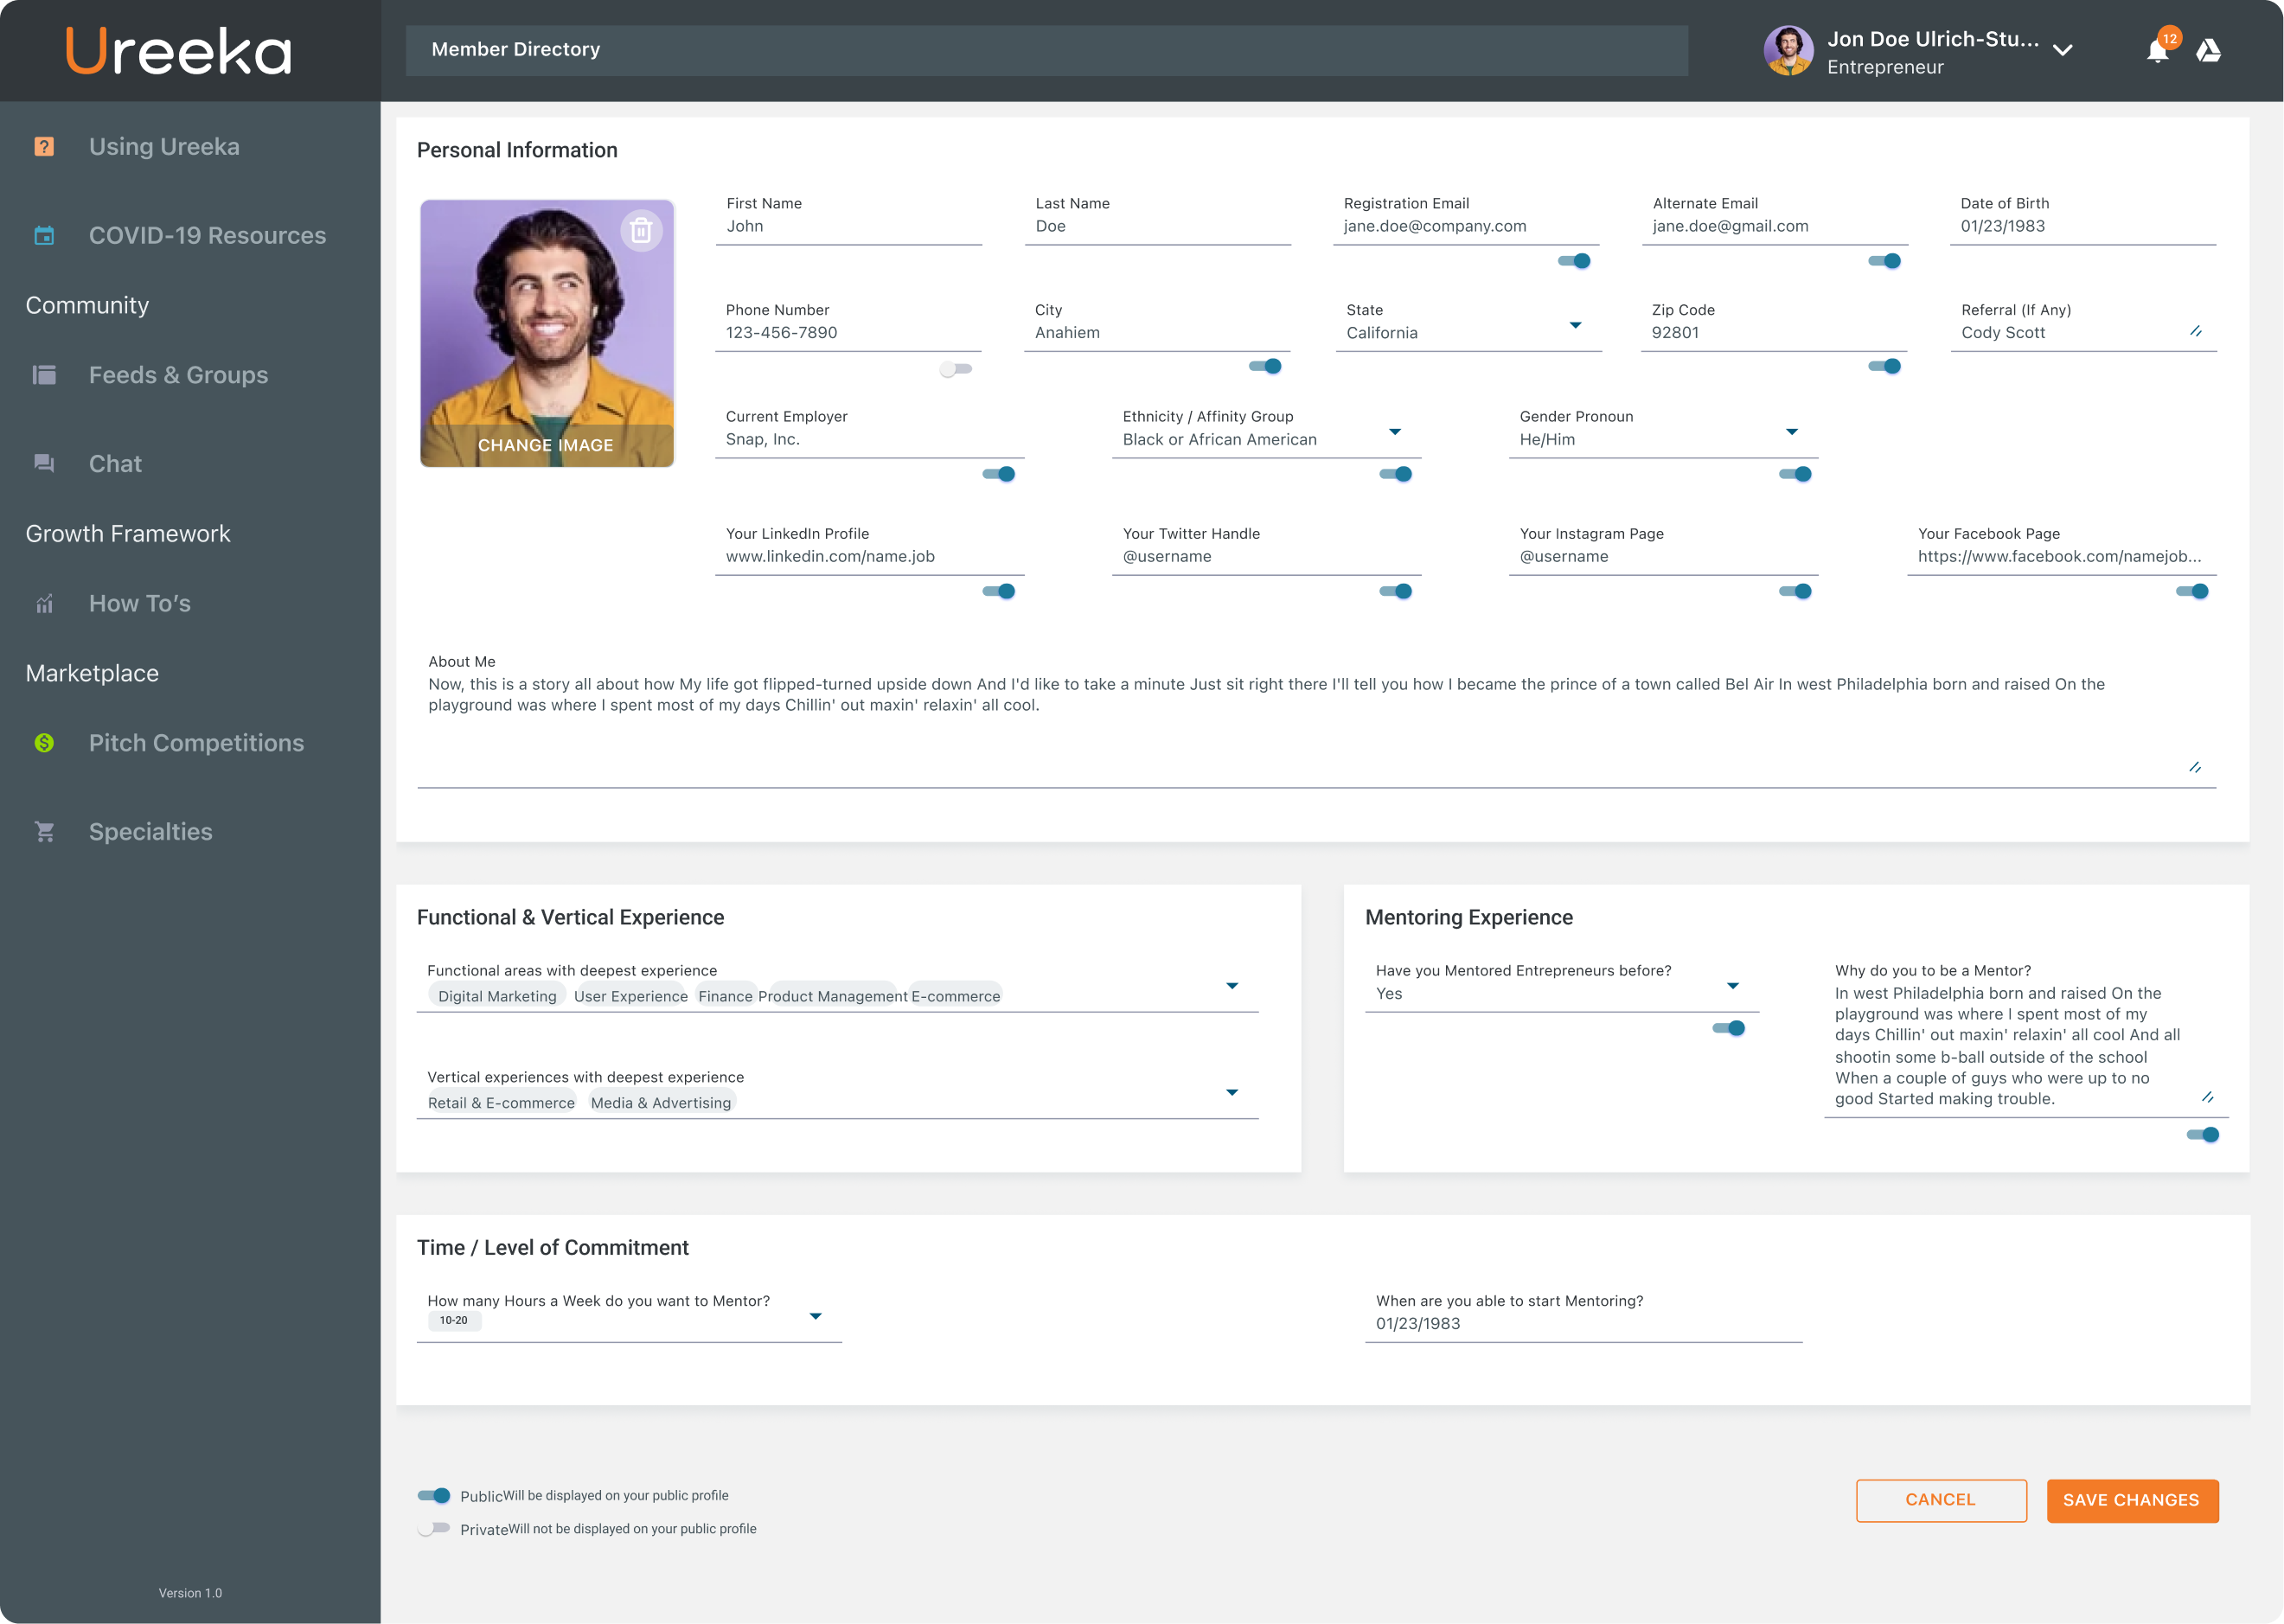 Ureeka
Member Directory
Jon Doe Ulrich-Stu...
Entrepreneur
12
Using Ureeka
COVID-19 Resources
Community
Feeds & Groups
Chat
Growth Framework
How To's
Marketplace
Pitch Competitions
Specialties
Version 1.0
Personal Information
CHANGE IMAGE
First Name
John
Last Name
Doe
Registration Email
jane.doe@company.com
Alternate Email
jane.doe@gmail.com
Date of Birth
01/23/1983
Phone Number
123-456-7890
City
Anahiem
State
California
Zip Code
92801
Referral (If Any)
Cody Scott
Current Employer
Snap, Inc.
Ethnicity / Affinity Group
Black or African American
Gender Pronoun
He/Him
Your LinkedIn Profile
www.linkedin.com/name.job
Your Twitter Handle
@username
Your Instagram Page
@username
Your Facebook Page
https://www.facebook.com/namejob...
About Me
Now, this is a story all about how My life got flipped-turned upside down And I'd like to take a minute Just sit right there I'll tell you how I became the prince of a town called Bel Air In west Philadelphia born and raised On the
playground was where I spent most of my days Chillin' out maxin' relaxin' all cool.
Functional & Vertical Experience
Functional areas with deepest experience
Digital Marketing User Experience Finance Product Management E-commerce
Vertical experiences with deepest experience
Retail & E-commerce Media & Advertising
Mentoring Experience
Have you Mentored Entrepreneurs before?
Yes
Why do you to be a Mentor?
In west Philadelphia born and raised On the
playground was where I spent most of my
days Chillin' out maxin' relaxin' all cool And all
shootin some b-ball outside of the school
When a couple of guys who were up to no
good Started making trouble.
Time / Level of Commitment
How many Hours a Week do you want to Mentor?
10-20
When are you able to start Mentoring?
01/23/1983
Public Will be displayed on your public profile
Private Will not be displayed on your public profile
CANCEL
SAVE CHANGES